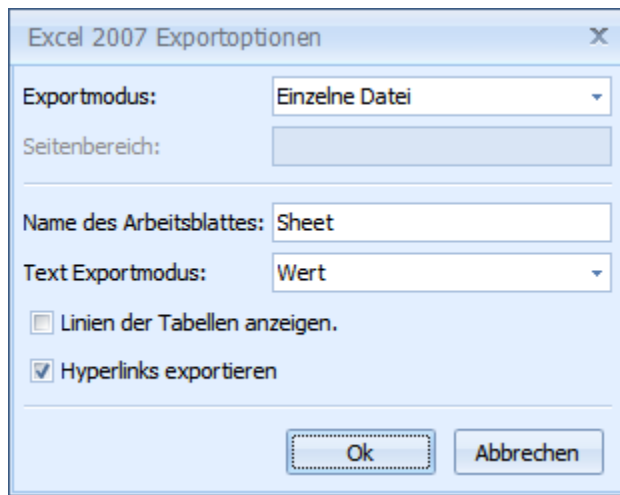 Excel 2007 Exportoptionen
Exportmodus: Einzelne Datei
Seitenbereich:
Name des Arbeitsblattes: Sheet
Text Exportmodus: Wert
Linien der Tabellen anzeigen.
Hyperlinks exportieren
Ok Abbrechen